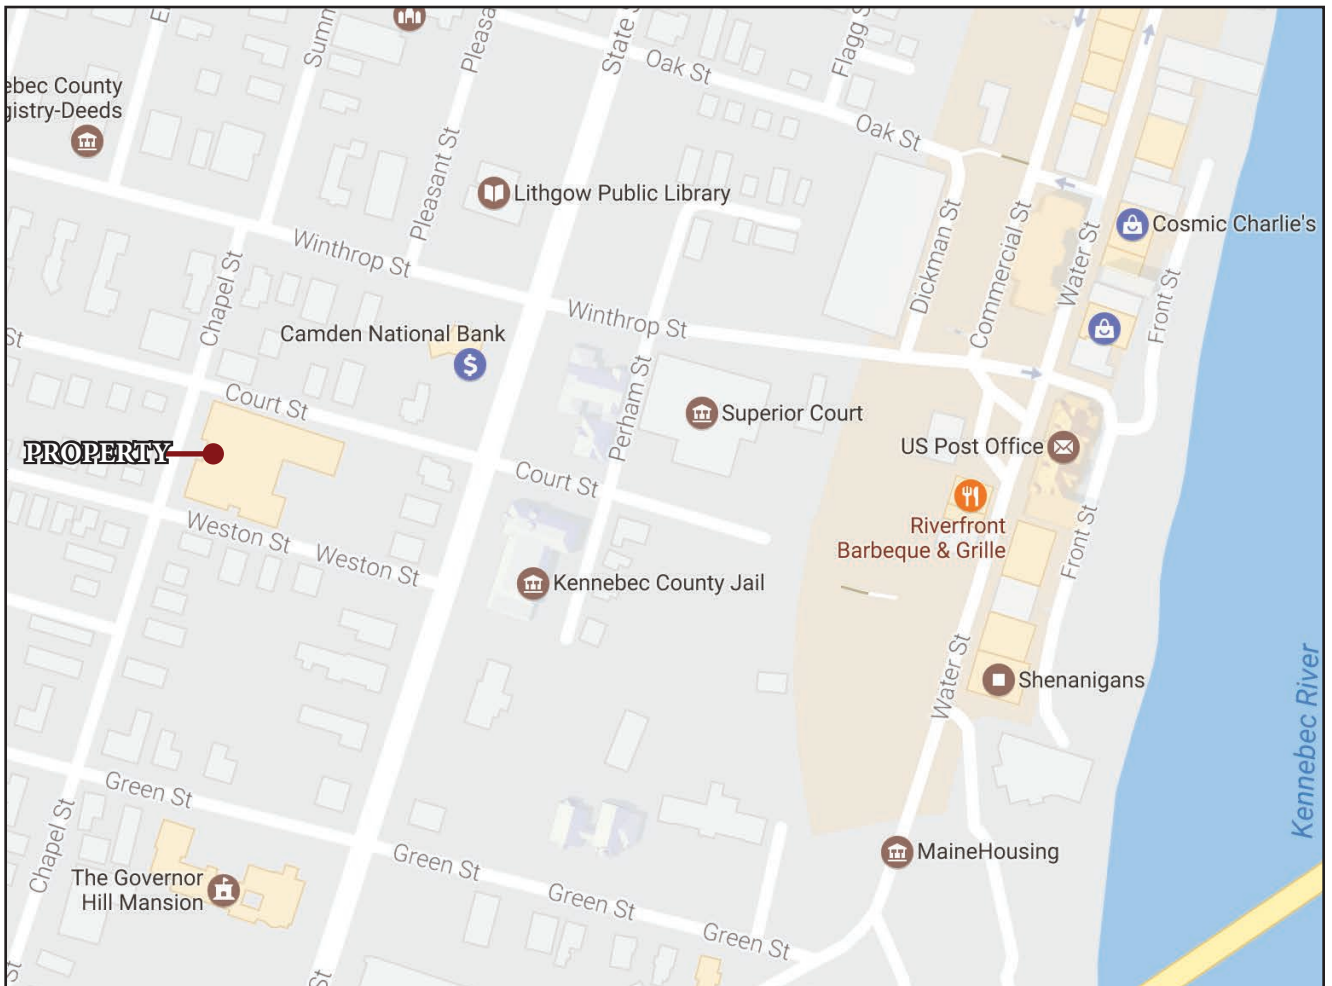 Summ
Pleasa
State S
Oak St
Flagg S
ebec County
gistry-Deeds
Oak St
Pleasant St
Lithgow Public Library
Winthrop St
Chapel St
Dickman St
Commercial St
Water St
Cosmic Charlie's
Front St
St
Camden National Bank
Winthrop St
Perham St
Court St
Superior Court
PROPERTY
US Post Office
Court St
Riverfront
Barbeque & Grille
Front St
Weston St
Weston St
Kennebec County Jail
Water St
Shenanigans
Kennebec River
Green St
Chapel St
Green St
MaineHousing
The Governor
Hill Mansion
Green St
Green St
St
St